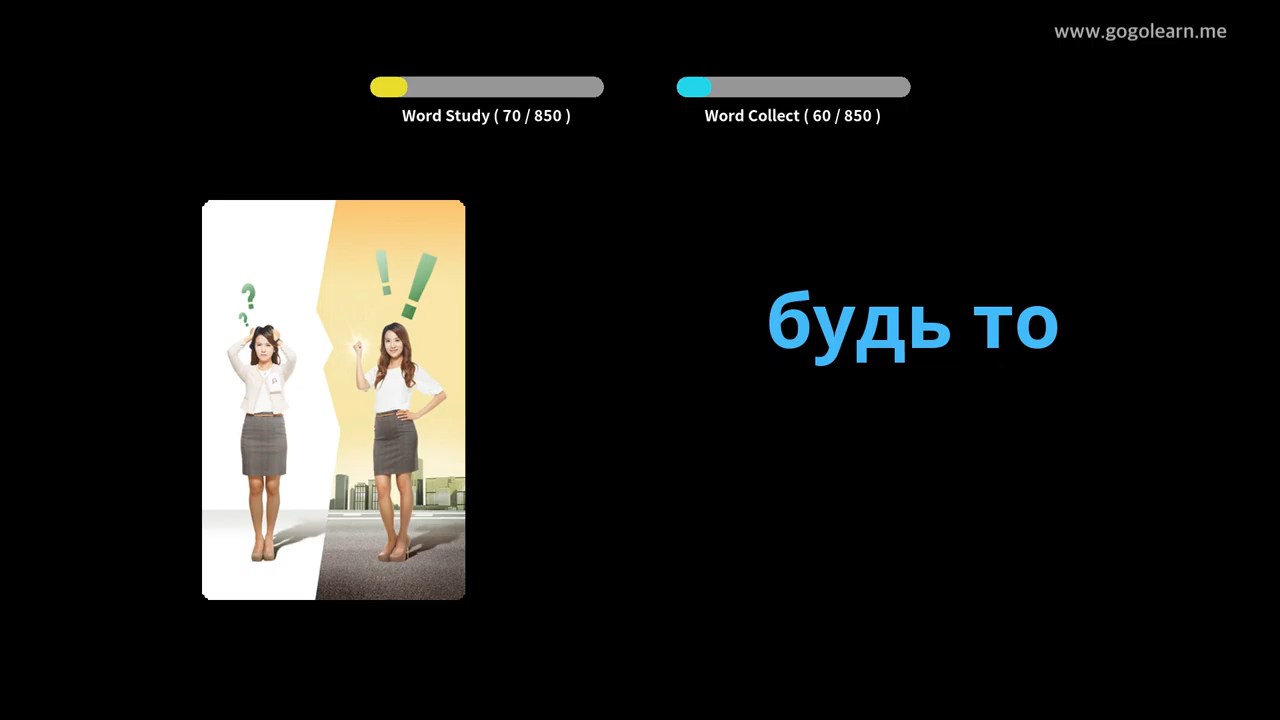 www.gogolearn.me
Word Study ( 70 / 850 )
Word Collect ( 60 / 850 )
? ?
! !
будь то